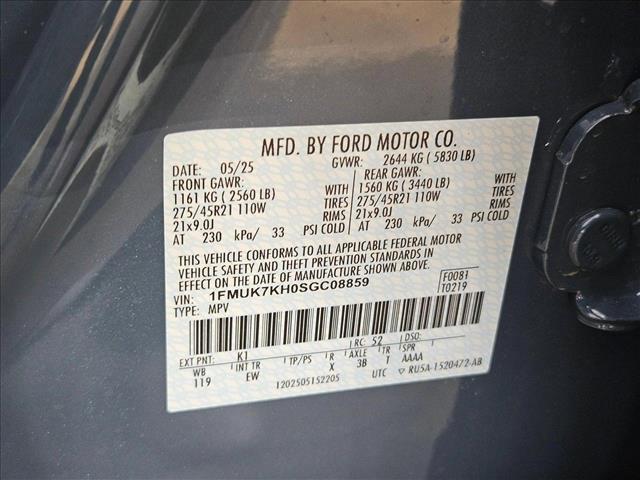 MFD. BY FORD MOTOR CO.
DATE: 05/25 GVWR: 2644 KG ( 5830 LB)
FRONT GAWR: REAR GAWR:
1161 KG ( 2560 LB) 1560 KG ( 3440 LB)
275/45R21 110W TIRES 275/45R21 110W TIRES
21x9.0J RIMS 21x9.0J RIMS
AT 230 kPa/ 33 PSI COLD AT 230 kPa/ 33 PSI COLD
THIS VEHICLE CONFORMS TO ALL APPLICABLE FEDERAL MOTOR
VEHICLE SAFETY AND THEFT PREVENTION STANDARDS IN
EFFECT ON THE DATE OF MANUFACTURE SHOWN ABOVE.
VIN: 1FMUK7KH0SGC08859 F0081
TYPE: MPV T0219
EXT PNT: K1 RC: 52 DSO:
WB INT TR TP/PS R AXLE TR SPR
119 EW X 3B T AAAA
1202505152205 UTC ▽ RU5A-1520472-AB